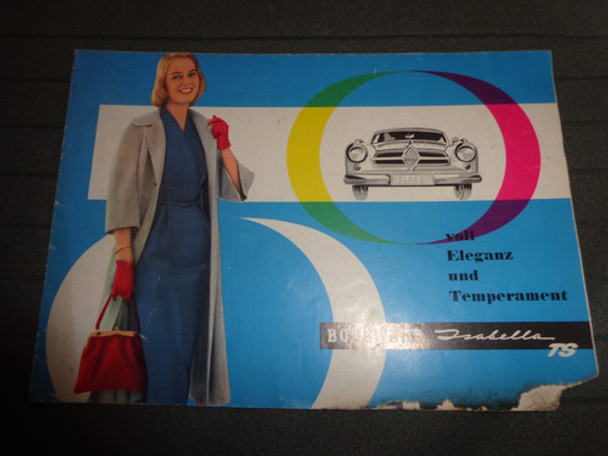 voll
Eleganz
und
Temperament
BORGWARD Isabella
TS